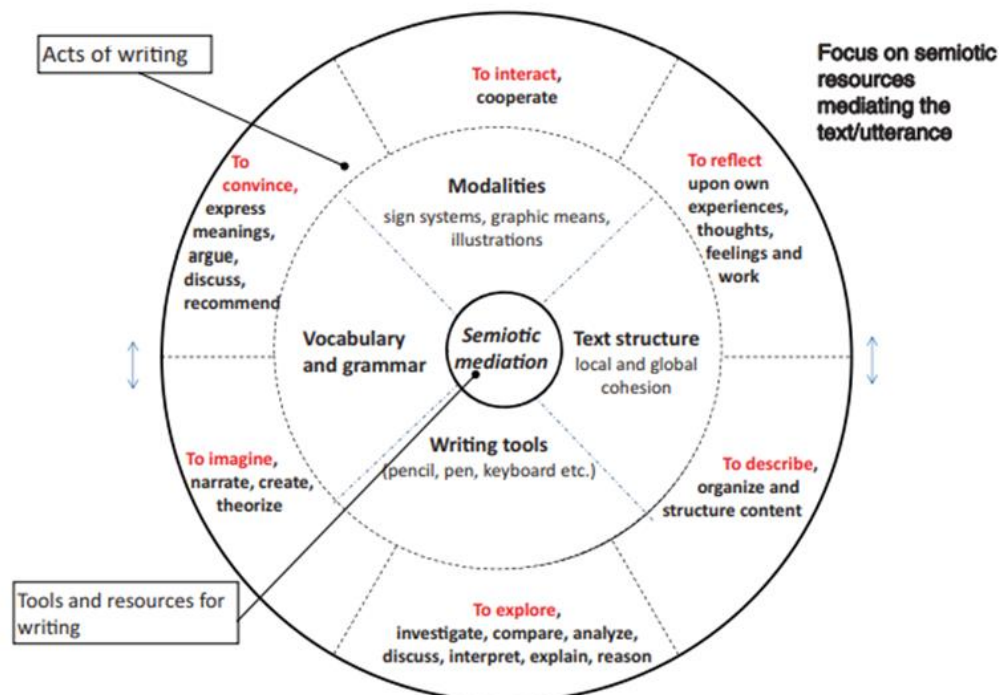 Acts of writing
Focus on semiotic
resources
mediating the
text/utterance
To interact,
cooperate
To
convince,
express
meanings,
argue,
discuss,
recommend
To reflect
upon own
experiences,
thoughts,
feelings and
work
Modalities
sign systems, graphic means,
illustrations
Vocabulary
and grammar
Semiotic
mediation
Text structure
local and global
cohesion
Writing tools
(pencil, pen, keyboard etc.)
To imagine,
narrate, create,
theorize
To describe,
organize and
structure content
Tools and resources for
writing
To explore,
investigate, compare, analyze,
discuss, interpret, explain, reason